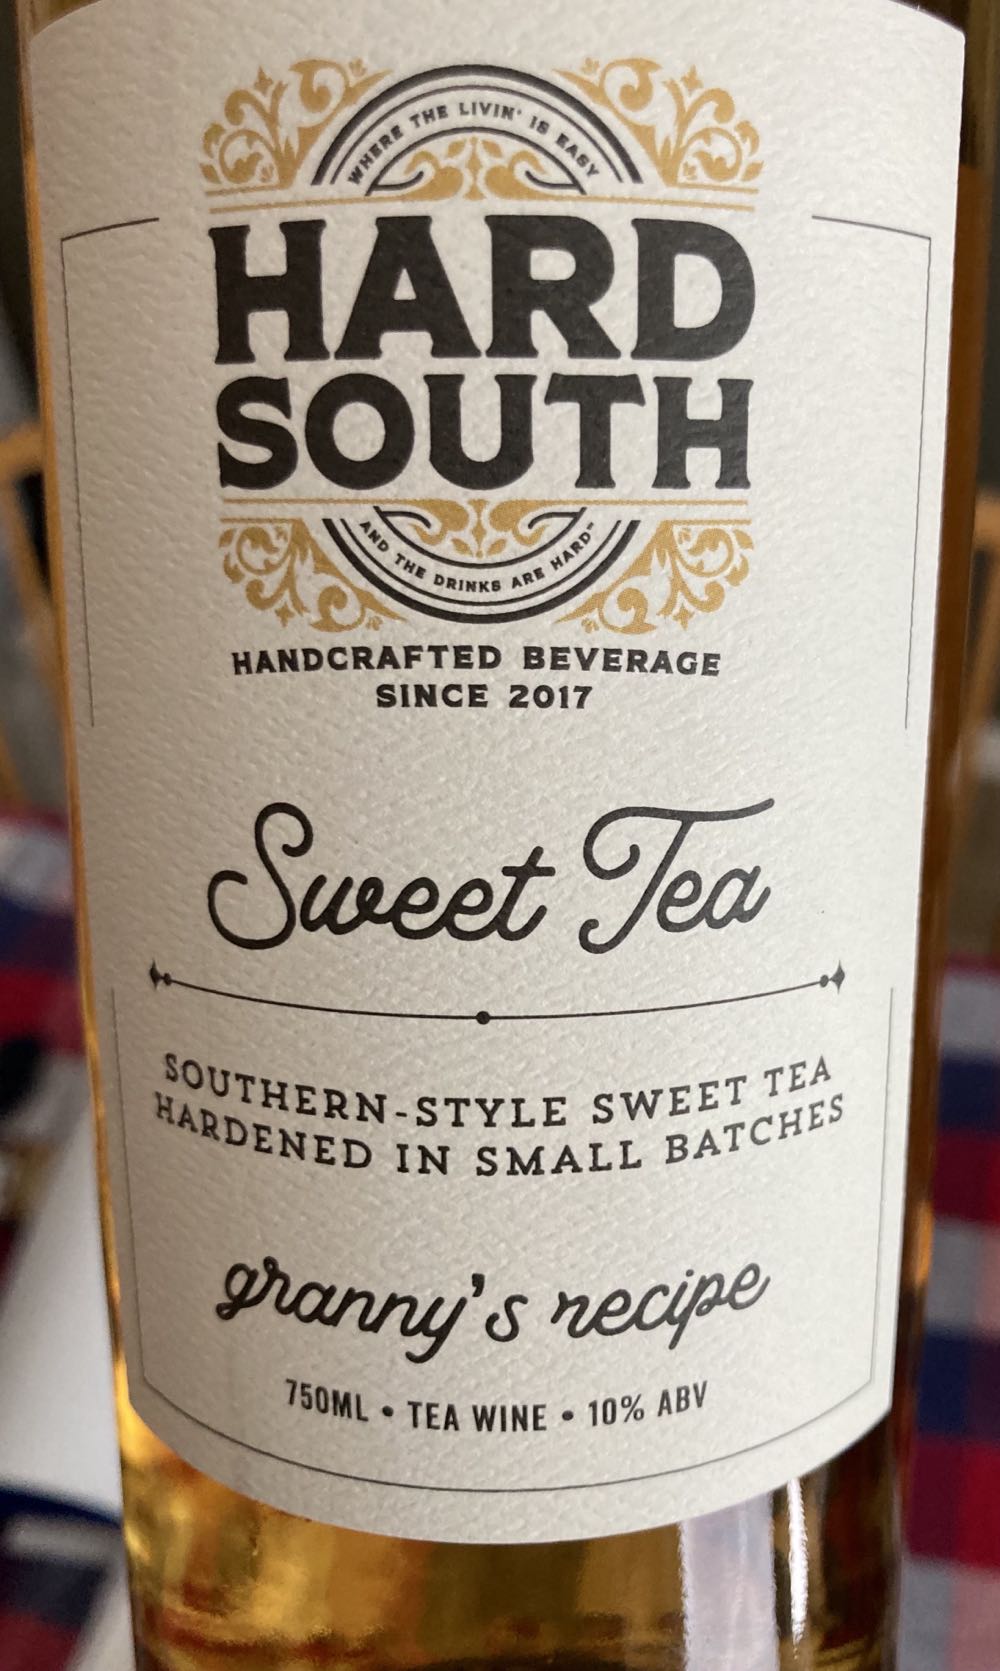 WHERE THE LIVIN' IS EASY
HARD
SOUTH
AND THE DRINKS ARE HARD™
HANDCRAFTED BEVERAGE
SINCE 2017
Sweet Tea
SOUTHERN-STYLE SWEET TEA
HARDENED IN SMALL BATCHES
granny's recipe
750ML • TEA WINE • 10% ABV